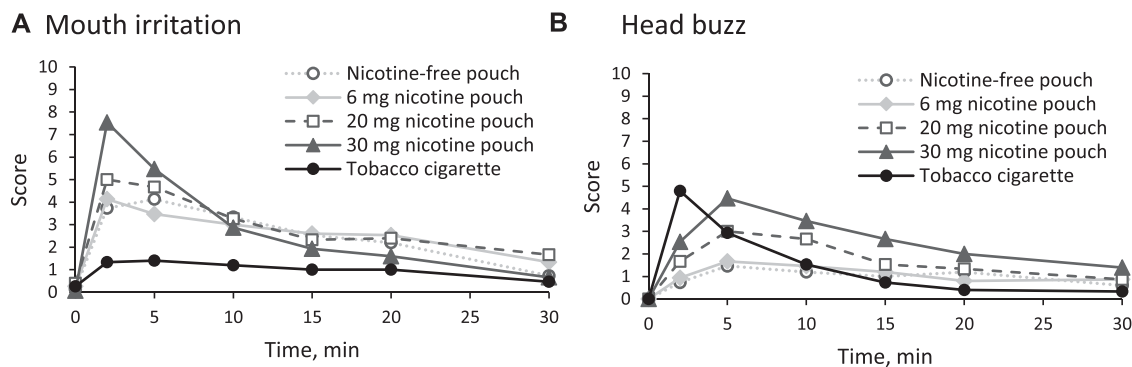 A Mouth irritation
10
9
8
7
6
5
4
3
2
1
0
Score
Nicotine-free pouch
6 mg nicotine pouch
20 mg nicotine pouch
30 mg nicotine pouch
Tobacco cigarette
0 5 10 15 20 25 30
Time, min
B Head buzz
10
9
8
7
6
5
4
3
2
1
0
Score
Nicotine-free pouch
6 mg nicotine pouch
20 mg nicotine pouch
30 mg nicotine pouch
Tobacco cigarette
0 5 10 15 20 25 30
Time, min